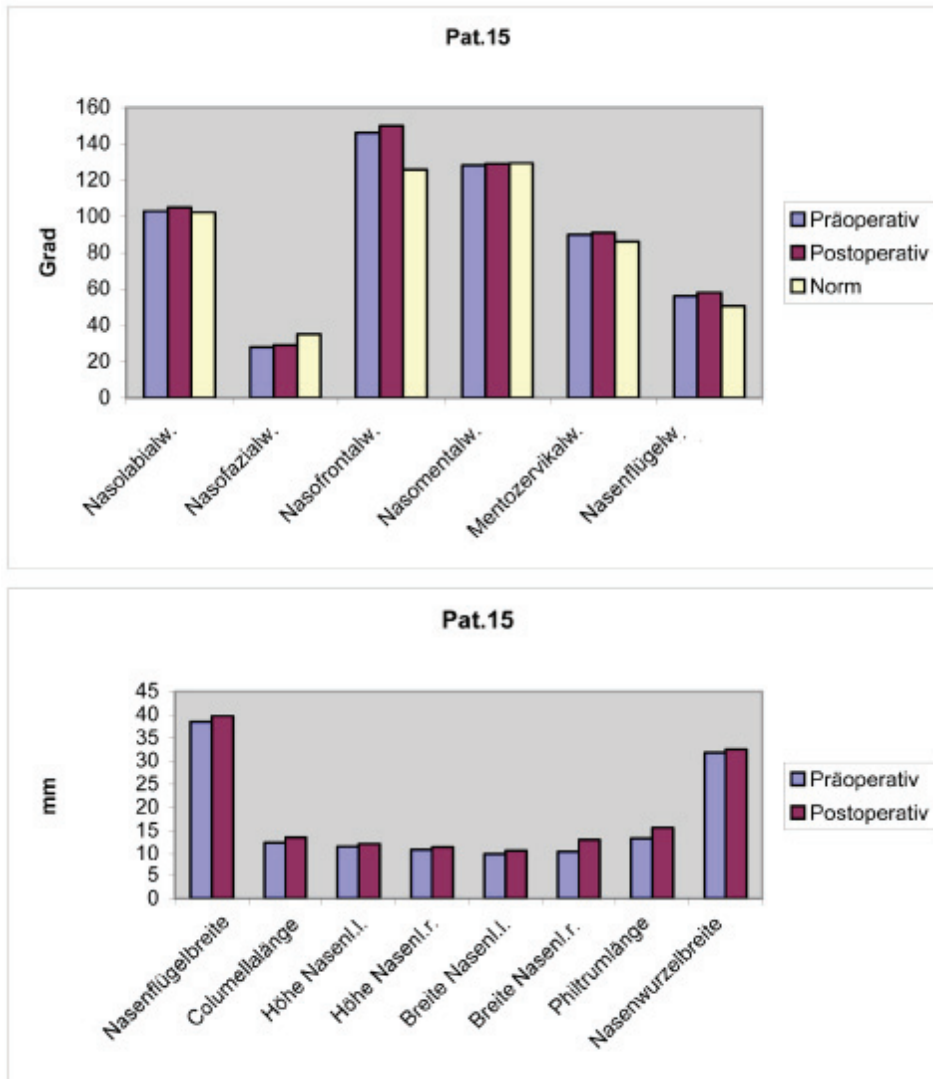 Pat.15
160
140
120
100
80
60
40
20
0
Grad
Nasolabialw.
Nasofazialw.
Nasofrontalw.
Nasomentalw.
Mentozervikalw.
Nasenflügelw.
Präoperativ
Postoperativ
Norm
Pat.15
45
40
35
30
25
20
15
10
5
0
mm
Nasenflügelbreite
Columellalänge
Höhe Nasenl.l.
Höhe Nasenl.r.
Breite Nasenl.l.
Breite Nasenl.r.
Philtrumlänge
Nasenwurzelbreite
Präoperativ
Postoperativ